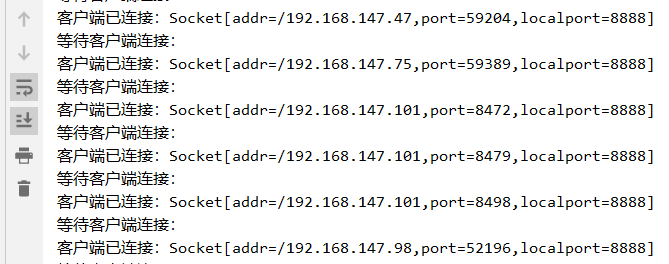 客户端已连接：Socket[addr=/192.168.147.47,port=59204,localport=8888]
等待客户端连接：
客户端已连接：Socket[addr=/192.168.147.75,port=59389,localport=8888]
等待客户端连接：
客户端已连接：Socket[addr=/192.168.147.101,port=8472,localport=8888]
等待客户端连接：
客户端已连接：Socket[addr=/192.168.147.101,port=8479,localport=8888]
等待客户端连接：
客户端已连接：Socket[addr=/192.168.147.101,port=8498,localport=8888]
等待客户端连接：
客户端已连接：Socket[addr=/192.168.147.98,port=52196,localport=8888]